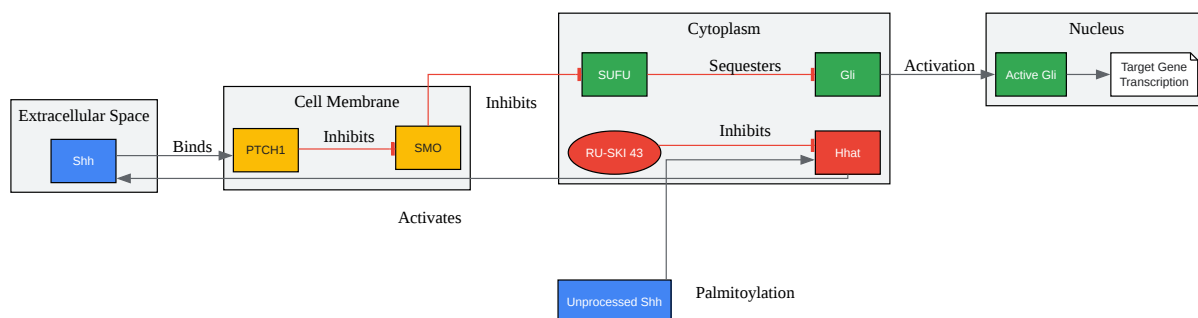 Cytoplasm
Nucleus
SUFU
Sequesters
Gli
Activation
Active Gli
Target Gene
Transcription
Extracellular Space
Cell Membrane
Inhibits
Shh
Binds
PTCH1
Inhibits
SMO
RU-SKI 43
Inhibits
Hhat
Activates
Unprocessed Shh
Palmitoylation